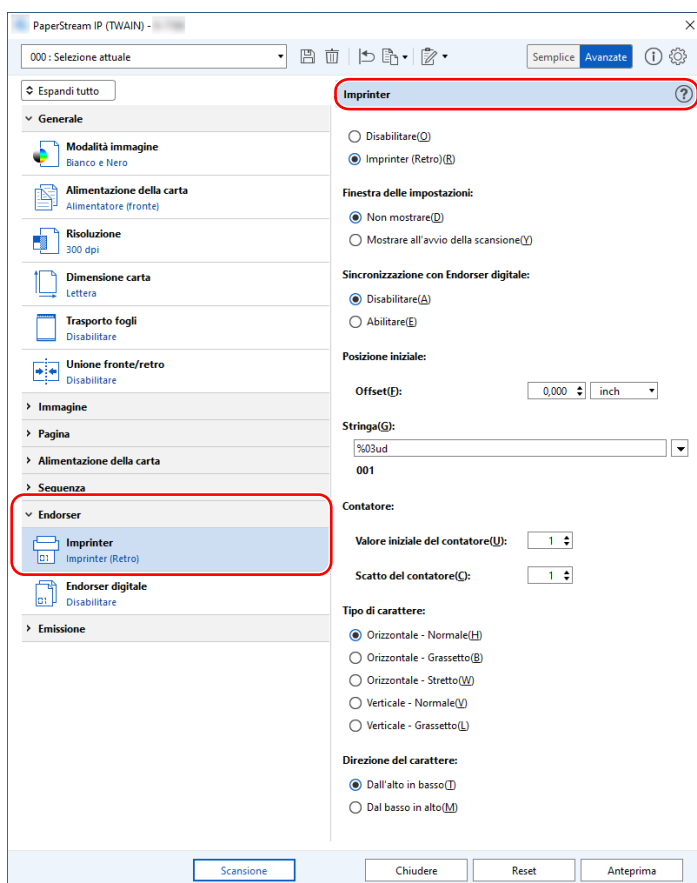 PaperStream IP (TWAIN) -
000 : Selezione attuale
Semplice Avanzate
Espandi tutto
Generale
Modalità immagine
Bianco e Nero
Alimentazione della carta
Alimentatore (fronte)
Risoluzione
300 dpi
Dimensione carta
Lettera
Trasporto fogli
Disabilitare
Unione fronte/retro
Disabilitare
Immagine
Pagina
Alimentazione della carta
Sequenza
Endorser
Imprinter
Imprinter (Retro)
Endorser digitale
Disabilitare
Emissione
Imprinter
Disabilitare(O)
Imprinter (Retro)(R)
Finestra delle impostazioni:
Non mostrare(D)
Mostrare all'avvio della scansione(Y)
Sincronizzazione con Endorser digitale:
Disabilitare(A)
Abilitare(E)
Posizione iniziale:
Offset(F): 0,000 inch
Stringa(G):
%03ud
001
Contatore:
Valore iniziale del contatore(U): 1
Scatto del contatore(C): 1
Tipo di carattere:
Orizzontale - Normale(H)
Orizzontale - Grassetto(B)
Orizzontale - Stretto(W)
Verticale - Normale(V)
Verticale - Grassetto(L)
Direzione del carattere:
Dall'alto in basso(T)
Dal basso in alto(M)
Scansione Chiudere Reset Anteprima